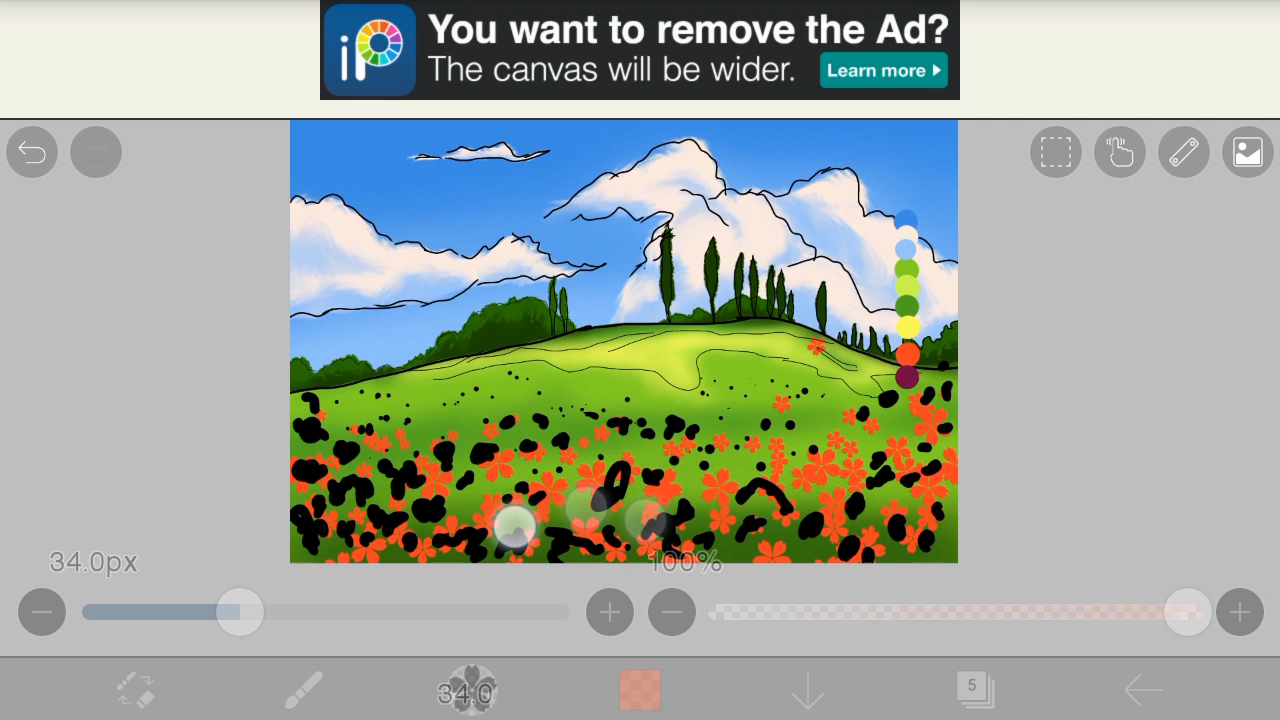 iP
You want to remove the Ad?
The canvas will be wider.
Learn more
34.0px
100%
34.0
5